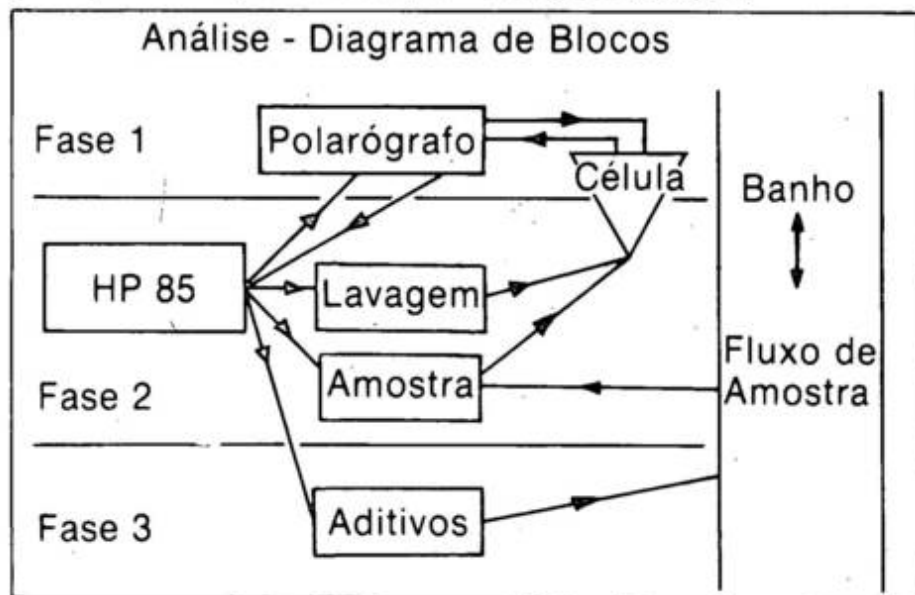 Análise - Diagrama de Blocos
Fase 1
Polarógrafo
Célula
Banho
HP 85
Lavagem
Amostra
Fluxo de
Amostra
Fase 2
Fase 3
Aditivos